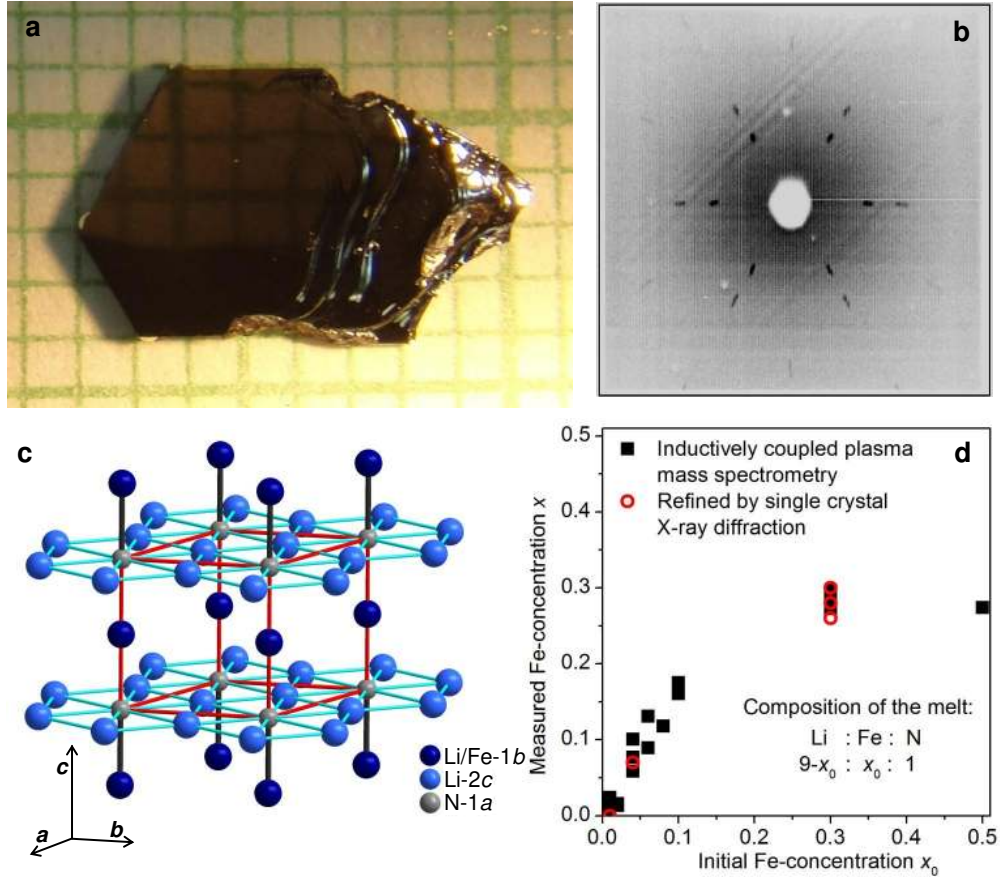 a
b
c
Li/Fe-1b
Li-2c
N-1a
c
a
b
d
Inductively coupled plasma
mass spectrometry
Refined by single crystal
X-ray diffraction
Composition of the melt:
Li : Fe : N
9-x₀ : x₀ : 1
Measured Fe-concentration x
0.5
0.4
0.3
0.2
0.1
0.0
0.0 0.1 0.2 0.3 0.4 0.5
Initial Fe-concentration x₀